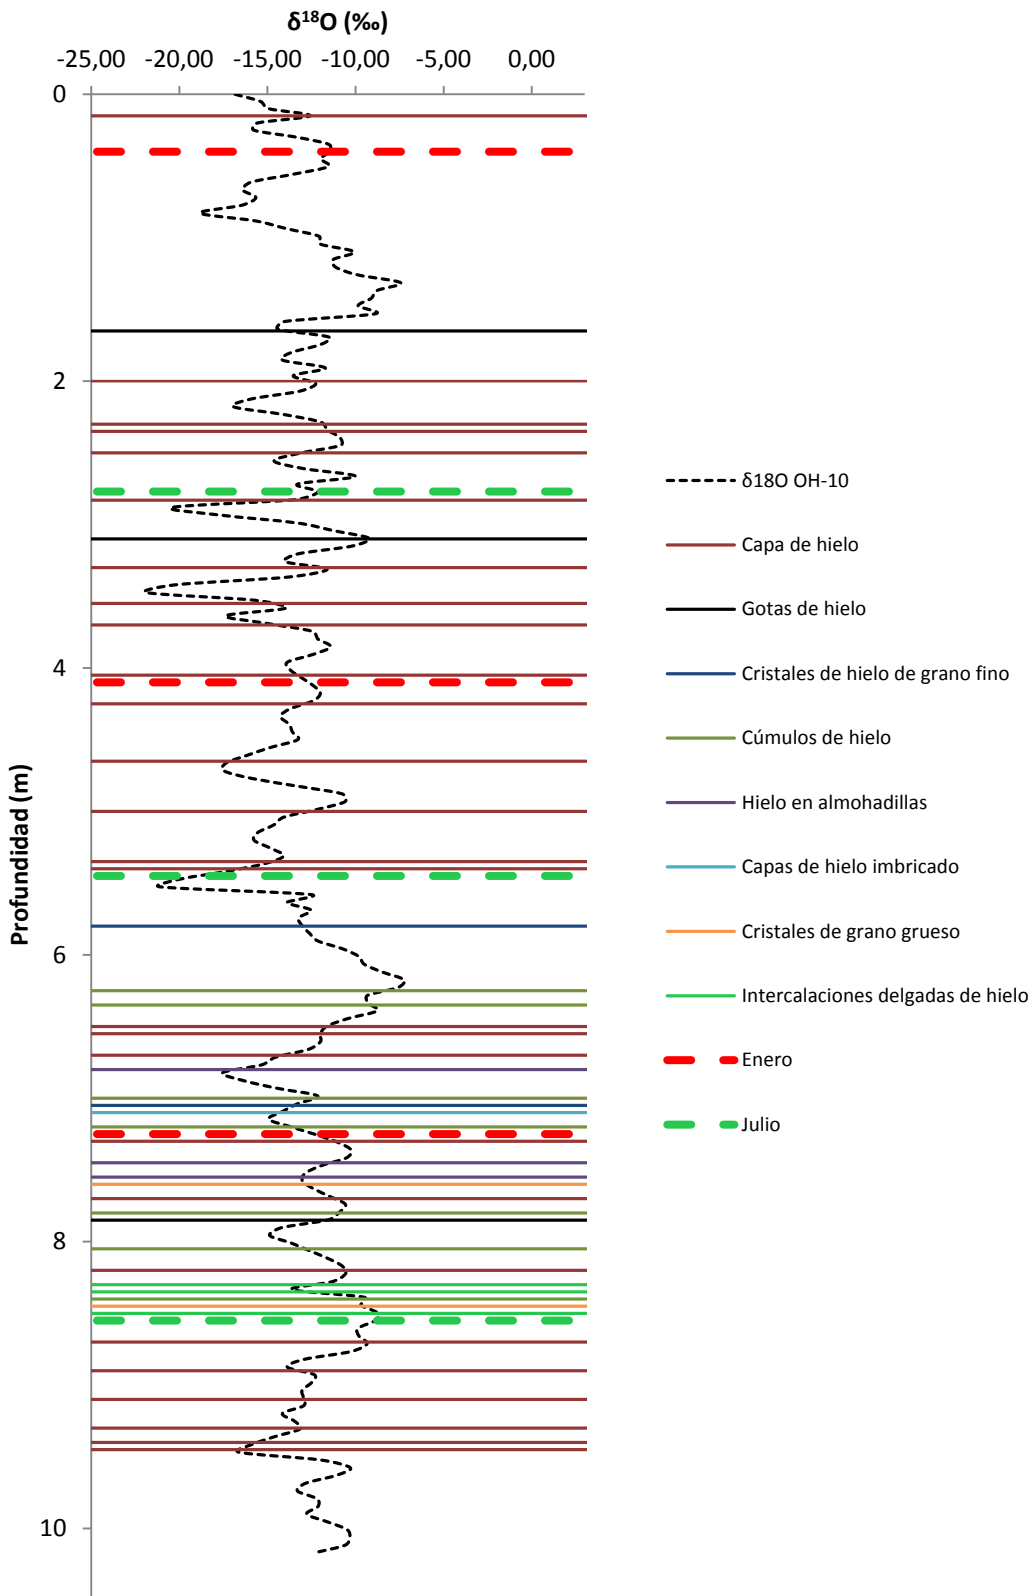 δ¹⁸O (‰)
-25,00 -20,00 -15,00 -10,00 -5,00 0,00
0
2
4
6
8
10
Profundidad (m)
δ18O OH-10
Capa de hielo
Gotas de hielo
Cristales de hielo de grano fino
Cúmulos de hielo
Hielo en almohadillas
Capas de hielo imbricado
Cristales de grano grueso
Intercalaciones delgadas de hielo
Enero
Julio